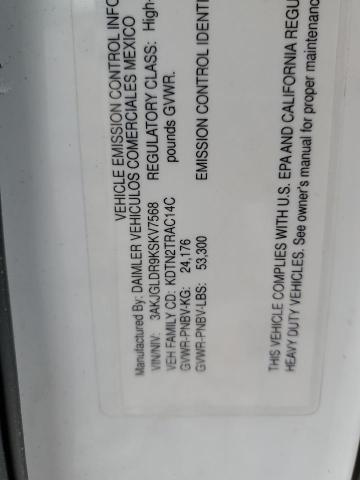 VEHICLE EMISSION CONTROL INFO
Manufactured By: DAIMLER VEHICULOS COMERCIALES MEXICO
VIN/NIV: 3AKJGLDR9KSKV7568 REGULATORY CLASS: High-
VEH FAMILY CD: KDTN2TRAC14C pounds GVWR.
GVWR-PNBV-KG: 24,176
GVWR-PNBV-LBS: 53,300 EMISSION CONTROL IDENTI
THIS VEHICLE COMPLIES WITH U.S. EPA AND CALIFORNIA REGU
HEAVY DUTY VEHICLES. See owner's manual for proper maintenance